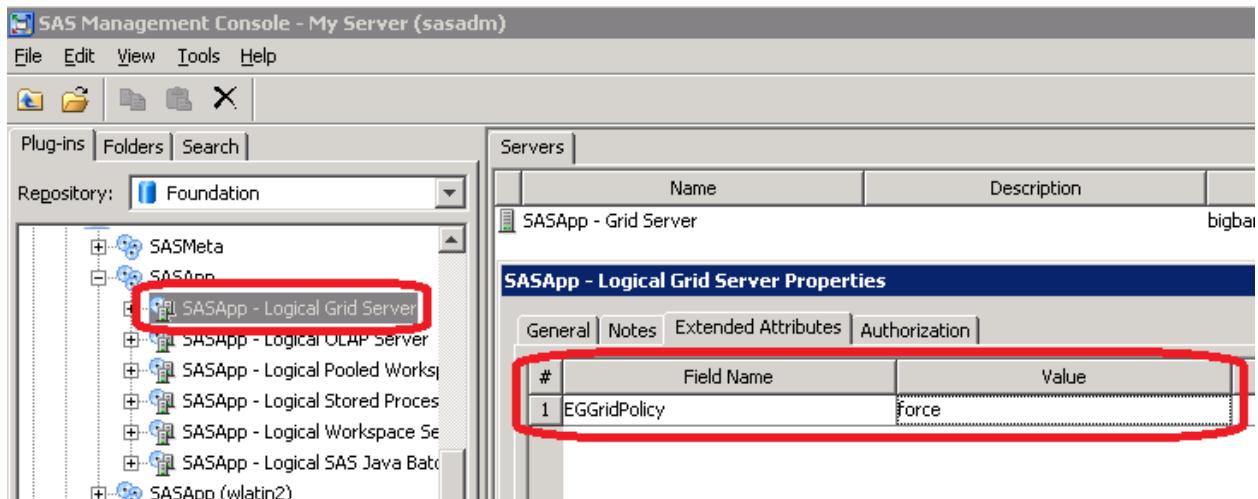 SAS Management Console - My Server (sasadm)
File Edit View Tools Help
Plug-ins Folders Search
Repository: Foundation
SASMeta
SASApp
SASApp - Logical Grid Server
SASApp - Logical OLAP Server
SASApp - Logical Pooled Works
SASApp - Logical Stored Proces
SASApp - Logical Workspace Se
SASApp - Logical SAS Java Batc
SASApp (wlatin2)
Servers
Name Description
SASApp - Grid Server bigbar
SASApp - Logical Grid Server Properties
General Notes Extended Attributes Authorization
# Field Name Value
1 EGGridPolicy force